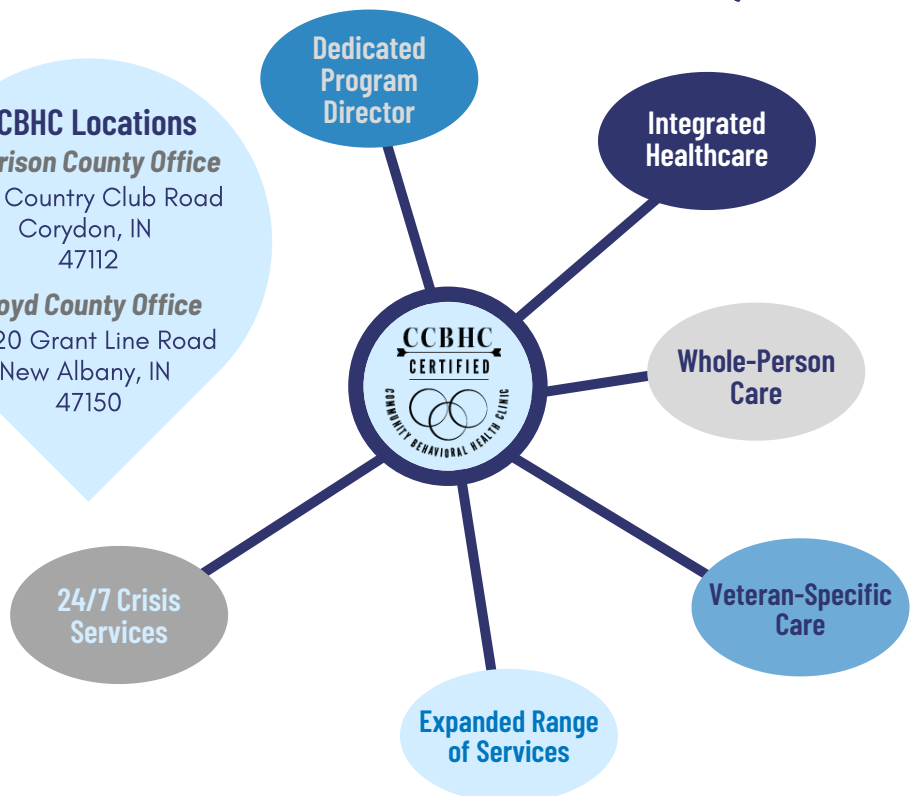 Dedicated
Program
Director
Integrated
Healthcare
CBHC Locations
rison County Office
Country Club Road
Corydon, IN
47112
oyd County Office
20 Grant Line Road
New Albany, IN
47150
CCBHC
CERTIFIED
COMMUNITY BEHAVIORAL HEALTH CLINIC
Whole-Person
Care
24/7 Crisis
Services
Veteran-Specific
Care
Expanded Range
of Services